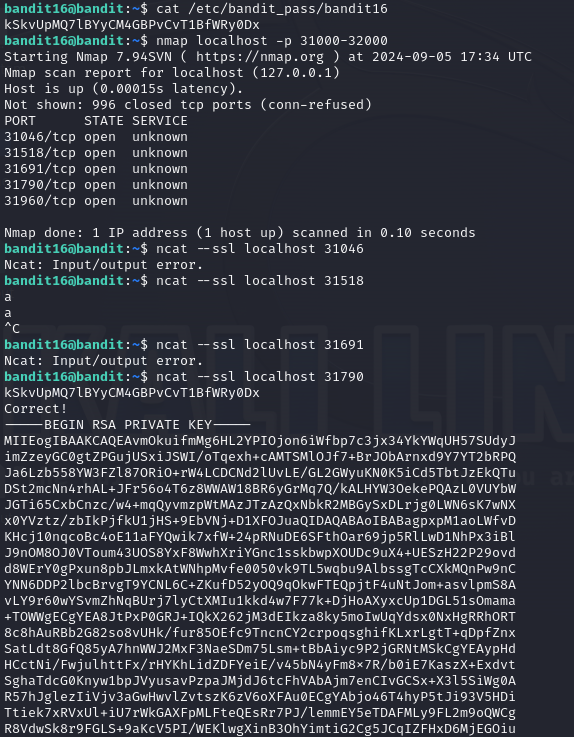 bandit16@bandit:~$ cat /etc/bandit_pass/bandit16
kSkvUpMQ7lBYyCM4GBPvCvT1BfWRy0Dx
bandit16@bandit:~$ nmap localhost -p 31000-32000
Starting Nmap 7.94SVN ( https://nmap.org ) at 2024-09-05 17:34 UTC
Nmap scan report for localhost (127.0.0.1)
Host is up (0.00015s latency).
Not shown: 996 closed tcp ports (conn-refused)
PORT      STATE SERVICE
31046/tcp open  unknown
31518/tcp open  unknown
31691/tcp open  unknown
31790/tcp open  unknown
31960/tcp open  unknown
Nmap done: 1 IP address (1 host up) scanned in 0.10 seconds
bandit16@bandit:~$ ncat --ssl localhost 31046
Ncat: Input/output error.
bandit16@bandit:~$ ncat --ssl localhost 31518
a
a
^C
bandit16@bandit:~$ ncat --ssl localhost 31691
Ncat: Input/output error.
bandit16@bandit:~$ ncat --ssl localhost 31790
kSkvUpMQ7lBYyCM4GBPvCvT1BfWRy0Dx
Correct!
-----BEGIN RSA PRIVATE KEY-----
MIIEogIBAAKCAQEAvmOkuifmMg6HL2YPIOjon6iWfbp7c3jx34YkYWqUH57SUdyJ
imZzeyGC0gtZPGujUSxiJSWI/oTqexh+cAMTSMlOJf7+BrJObArnxd9Y7YT2bRPQ
Ja6Lzb558YW3FZl87ORiO+rW4LCDCNd2lUvLE/GL2GWyuKN0K5iCd5TbtJzEkQTu
DSt2mcNn4rhAL+JFr56o4T6z8WWAW18BR6yGrMq7Q/kALHYW3OekePQAzL0VUYbW
JGTi65CxbCnzc/w4+mqQyvmzpWtMAzJTzAzQxNbkR2MBGySxDLrjg0LWN6sK7wNX
x0YVztz/zbIkPjfkU1jHS+9EbVNj+D1XFOJuaQIDAQABAoIBABagpxpM1aoLWfvD
KHcj10nqcoBc4oE11aFYQwik7xfW+24pRNuDE6SFthOar69jp5RlLwD1NhPx3iBl
J9nOM8OJ0VToum43UOS8YxF8WwhXriYGnc1sskbwpXOUDc9uX4+UESzH22P29ovd
d8WErY0gPxun8pbJLmxkAtWNhpMvfe0050vk9TL5wqbu9AlbssgTcCXkMQnPw9nC
YNN6DDP2lbcBrvgT9YCNL6C+ZKufD52yOQ9qOkwFTEQpjtF4uNtJom+asvlpmS8A
vLY9r60wYSvmZhNqBUrj7lyCtXMIu1kkd4w7F77k+DjHoAXyxcUp1DGL51sOmama
+TOWWgECgYEA8JtPxP0GRJ+IQkX262jM3dEIkza8ky5moIwUqYdsx0NxHgRRhORT
8c8hAuRBb2G82so8vUHk/fur85OEfc9TncnCY2crpoqsghifKLxrLgtT+qDpfZnx
SatLdt8GfQ85yA7hnWWJ2MxF3NaeSDm75Lsm+tBbAiyc9P2jGRNtMSkCgYEAypHd
HCctNi/FwjulhttFx/rHYKhLidZDFYeiE/v45bN4yFm8x7R/b0iE7KaszX+Exdvt
SghaTdcG0Knyw1bpJVyusavPzpaJMjdJ6tcFhVAbAjm7enCIvGCSx+X3l5SiWg0A
R57hJglezIiVjv3aGwHwvlZvtszK6zV6oXFAu0ECgYAbjo46T4hyP5tJi93V5HDi
Ttiek7xRVxUl+iU7rWkGAXFpMLFteQEsRr7PJ/lemmEY5eTDAFMLy9FL2m9oQWCg
R8VdwSk8r9FGLS+9aKcV5PI/WEKlwgXinB3OhYimtiG2Cg5JCqIZFHxD6MjEGOiu